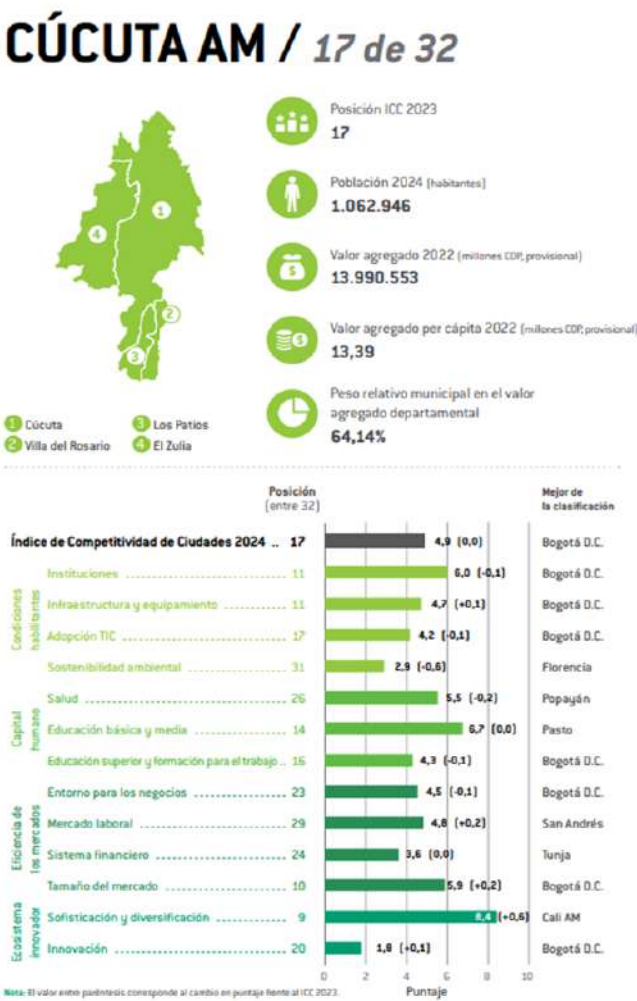 CÚCUTA AM / 17 de 32
Posición ICC 2023
17
Población 2024 (habitantes)
1.062.946
Valor agregado 2022 (millones COP, provisional)
13.990.553
Valor agregado per cápita 2022 (millones COP, provisional)
13,39
Peso relativo municipal en el valor
agregado departamental
64,14%
1
4
2
3
1 Cúcuta
3 Los Patios
2 Villa del Rosario
4 El Zulia
Posición
(entre 32)
Mejor de
la clasificación
Índice de Competitividad de Ciudades 2024 .. 17 4,9 (0,0) Bogotá D.C.
Condiciones
habilitantes
Instituciones 11 6,0 (-0,1) Bogotá D.C.
Infraestructura y equipamiento 11 4,7 (+0,1) Bogotá D.C.
Adopción TIC 17 4,2 (-0,1) Bogotá D.C.
Sostenibilidad ambiental 31 2,9 (-0,6) Florencia
Capital
humano
Salud 26 5,5 (-0,2) Popayán
Educación básica y media 14 6,7 (0,0) Pasto
Educación superior y formación para el trabajo .. 16 4,3 (-0,1) Bogotá D.C.
Eficiencia de
los mercados
Entorno para los negocios 23 4,5 (-0,1) Bogotá D.C.
Mercado laboral 29 4,8 (+0,2) San Andrés
Sistema financiero 24 3,6 (0,0) Tunja
Tamaño del mercado 10 5,9 (+0,2) Bogotá D.C.
Ecosistema
innovador
Sofisticación y diversificación 9 8,4 (+0,6) Cali AM
Innovación 20 1,8 (+0,1) Bogotá D.C.
0 2 4 6 8 10
Puntaje
Nota: El valor entre paréntesis corresponde al cambio en puntaje frente al ICC 2023.